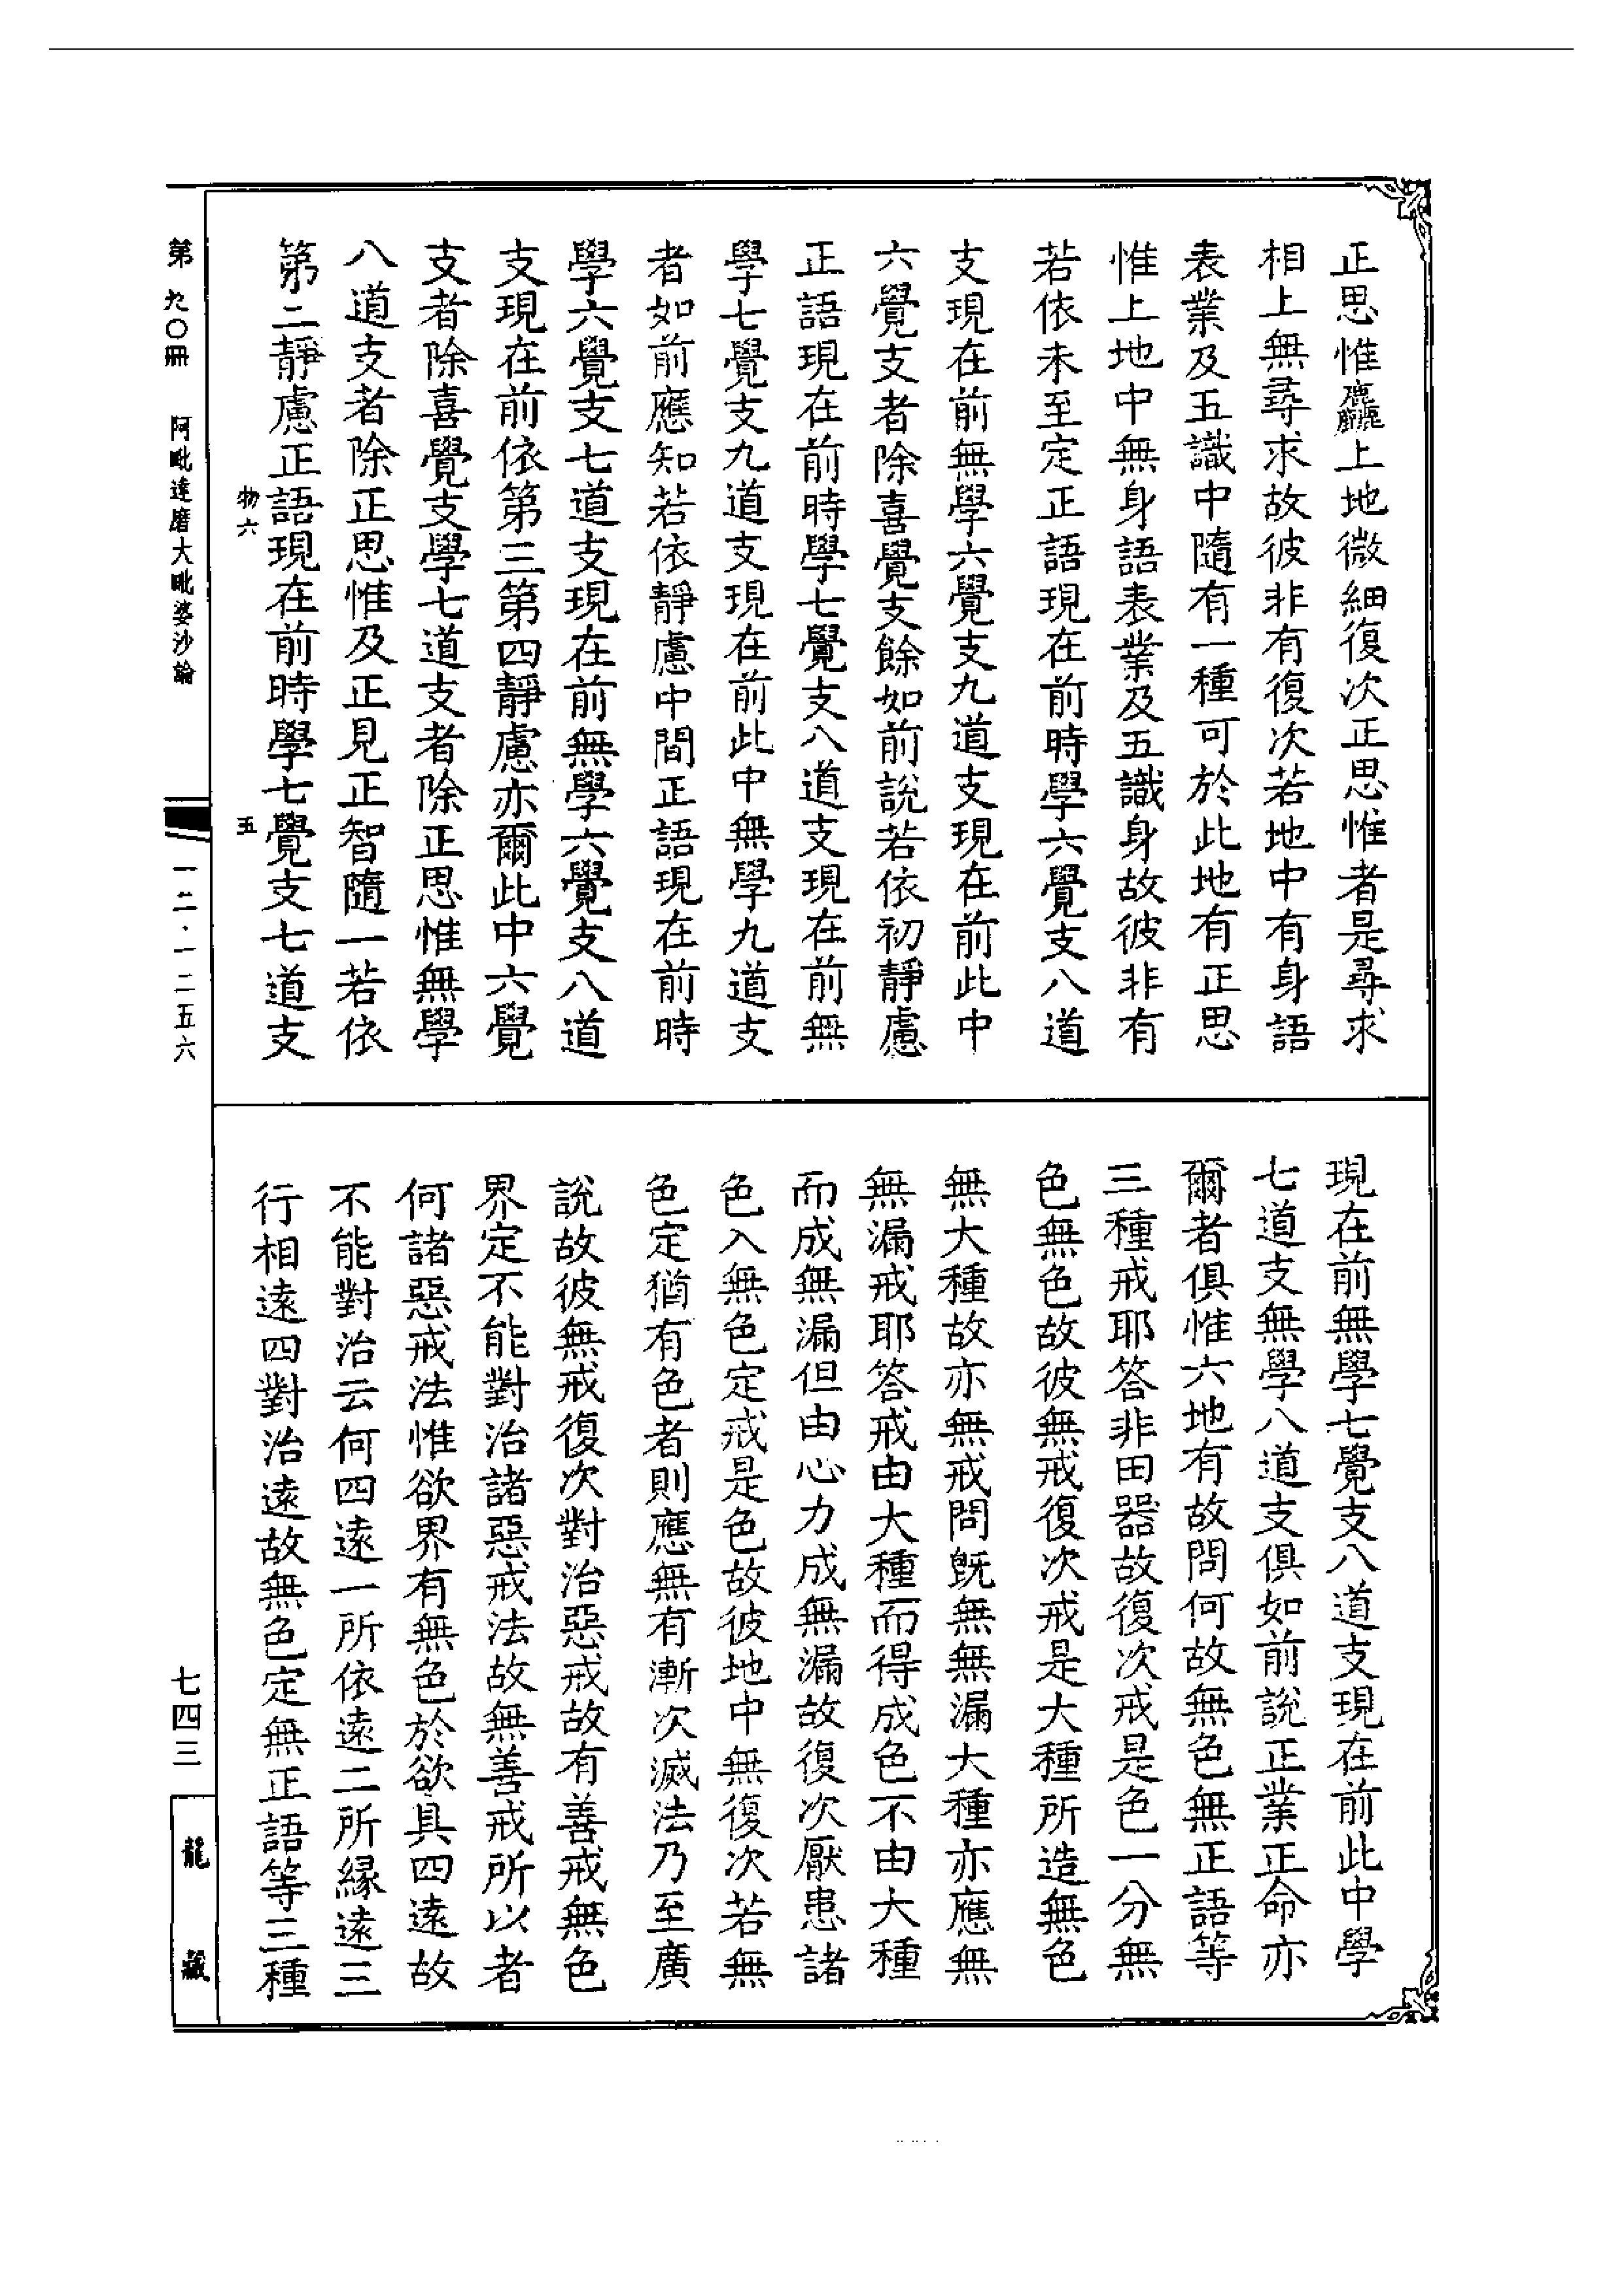 正思惟麤上地微細復次正思惟者是尋求
相上無尋求故彼非有復次若地中有身語
表業及五識中隨有一種可於此地有正思
惟上地中無身語表業及五識身故彼非有
若依未至定正語現在前時學六覺支八道
支現在前無學六覺支九道支現在前此中
六覺支者除喜覺支餘如前說若依初靜慮
正語現在前時學七覺支八道支現在前無
學七覺支九道支現在前此中無學九道支
者如前應知若依靜慮中間正語現在前時
學六覺支七道支現在前無學六覺支八道
支現在前依第三第四靜慮亦爾此中六覺
支者除喜覺支學七道支者除正思惟無學
八道支者除正思惟及正見正智隨一若依
第二靜慮正語現在前時學七覺支七道支
物六
五
現在前無學七覺支八道支現在前此中學
七道支無學八道支俱如前說正業正命亦
爾者俱惟六地有故問何故無色無正語等
三種戒耶答非田器故復次戒是色一分無
色無色故彼無戒復次戒是大種所造無色
無大種故亦無戒問既無無漏大種亦應無
無漏戒耶答戒由大種而得成色不由大種
而成無漏但由心力成無漏故復次厭患諸
色入無色定戒是色故彼地中無復次若無
色定猶有色者則應無有漸次滅法乃至廣
說故彼無戒復次對治惡戒故有善戒無色
界定不能對治諸惡戒法故無善戒所以者
何諸惡戒法惟欲界有無色於欲具四遠故
不能對治云何四遠一所依遠二所緣遠三
行相遠四對治遠故無色定無正語等三種
第九〇冊 阿毗達磨大毗婆沙論
一二·一二五六
七四三
龍藏